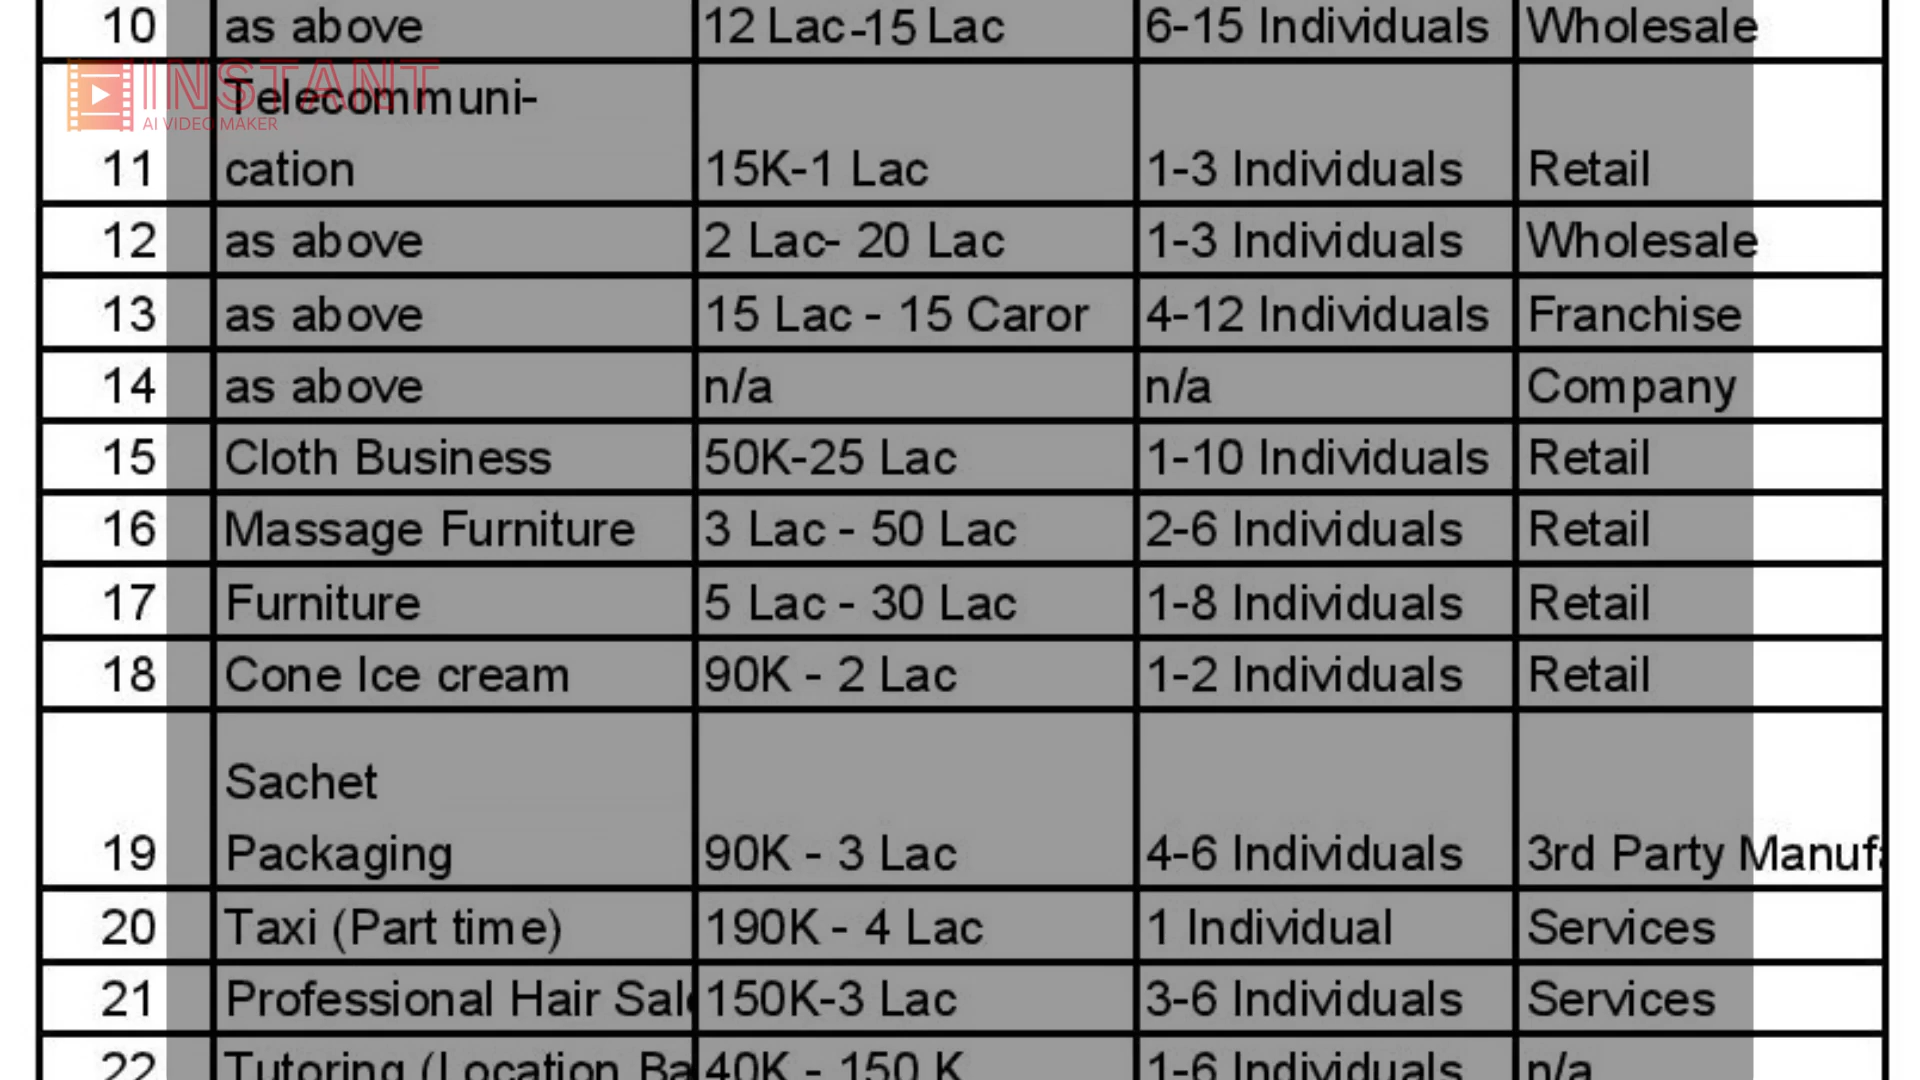 10 as above 12 Lac-15 Lac 6-15 Individuals Wholesale
INSTANT
AI VIDEO MAKER
Telecommuni-
11 cation 15K-1 Lac 1-3 Individuals Retail
12 as above 2 Lac- 20 Lac 1-3 Individuals Wholesale
13 as above 15 Lac - 15 Caror 4-12 Individuals Franchise
14 as above n/a n/a Company
15 Cloth Business 50K-25 Lac 1-10 Individuals Retail
16 Massage Furniture 3 Lac - 50 Lac 2-6 Individuals Retail
17 Furniture 5 Lac - 30 Lac 1-8 Individuals Retail
18 Cone Ice cream 90K - 2 Lac 1-2 Individuals Retail
Sachet
19 Packaging 90K - 3 Lac 4-6 Individuals 3rd Party
20 Taxi (Part time) 190K - 4 Lac 1 Individual Services
21 Professional Hair 150K-3 Lac 3-6 Individuals Services
22 Tutoring (Location 40K - 150 K 1-6 Individuals n/a